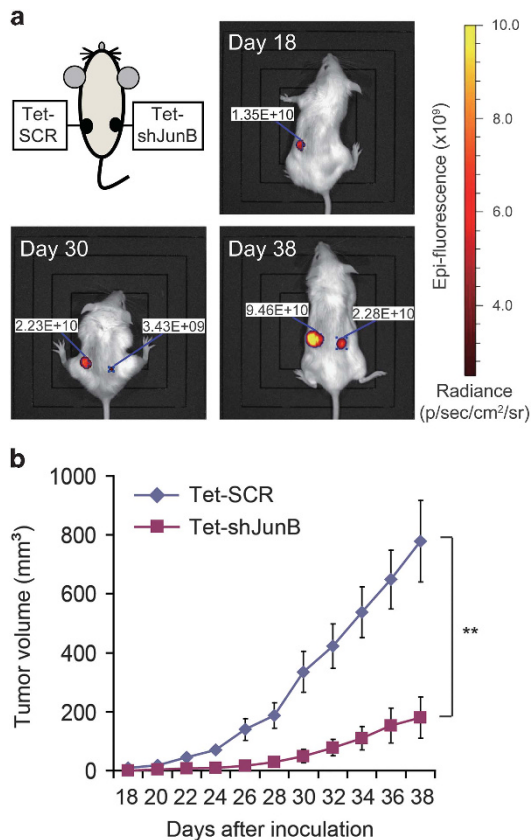 a
Tet-
SCR
Tet-
shJunB
Day 18
1.35E+10
Day 30
2.23E+10
3.43E+09
Day 38
9.46E+10
2.28E+10
10.0
8.0
6.0
4.0
Epi-fluorescence (x10⁹)
Radiance
(p/sec/cm²/sr)
b
Tet-SCR
Tet-shJunB
Tumor volume (mm³)
1000
800
600
400
200
0
**
18 20 22 24 26 28 30 32 34 36 38
Days after inoculation